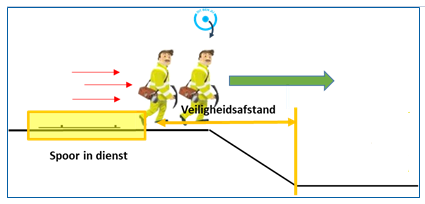 Veiligheidsafstand
Spoor in dienst